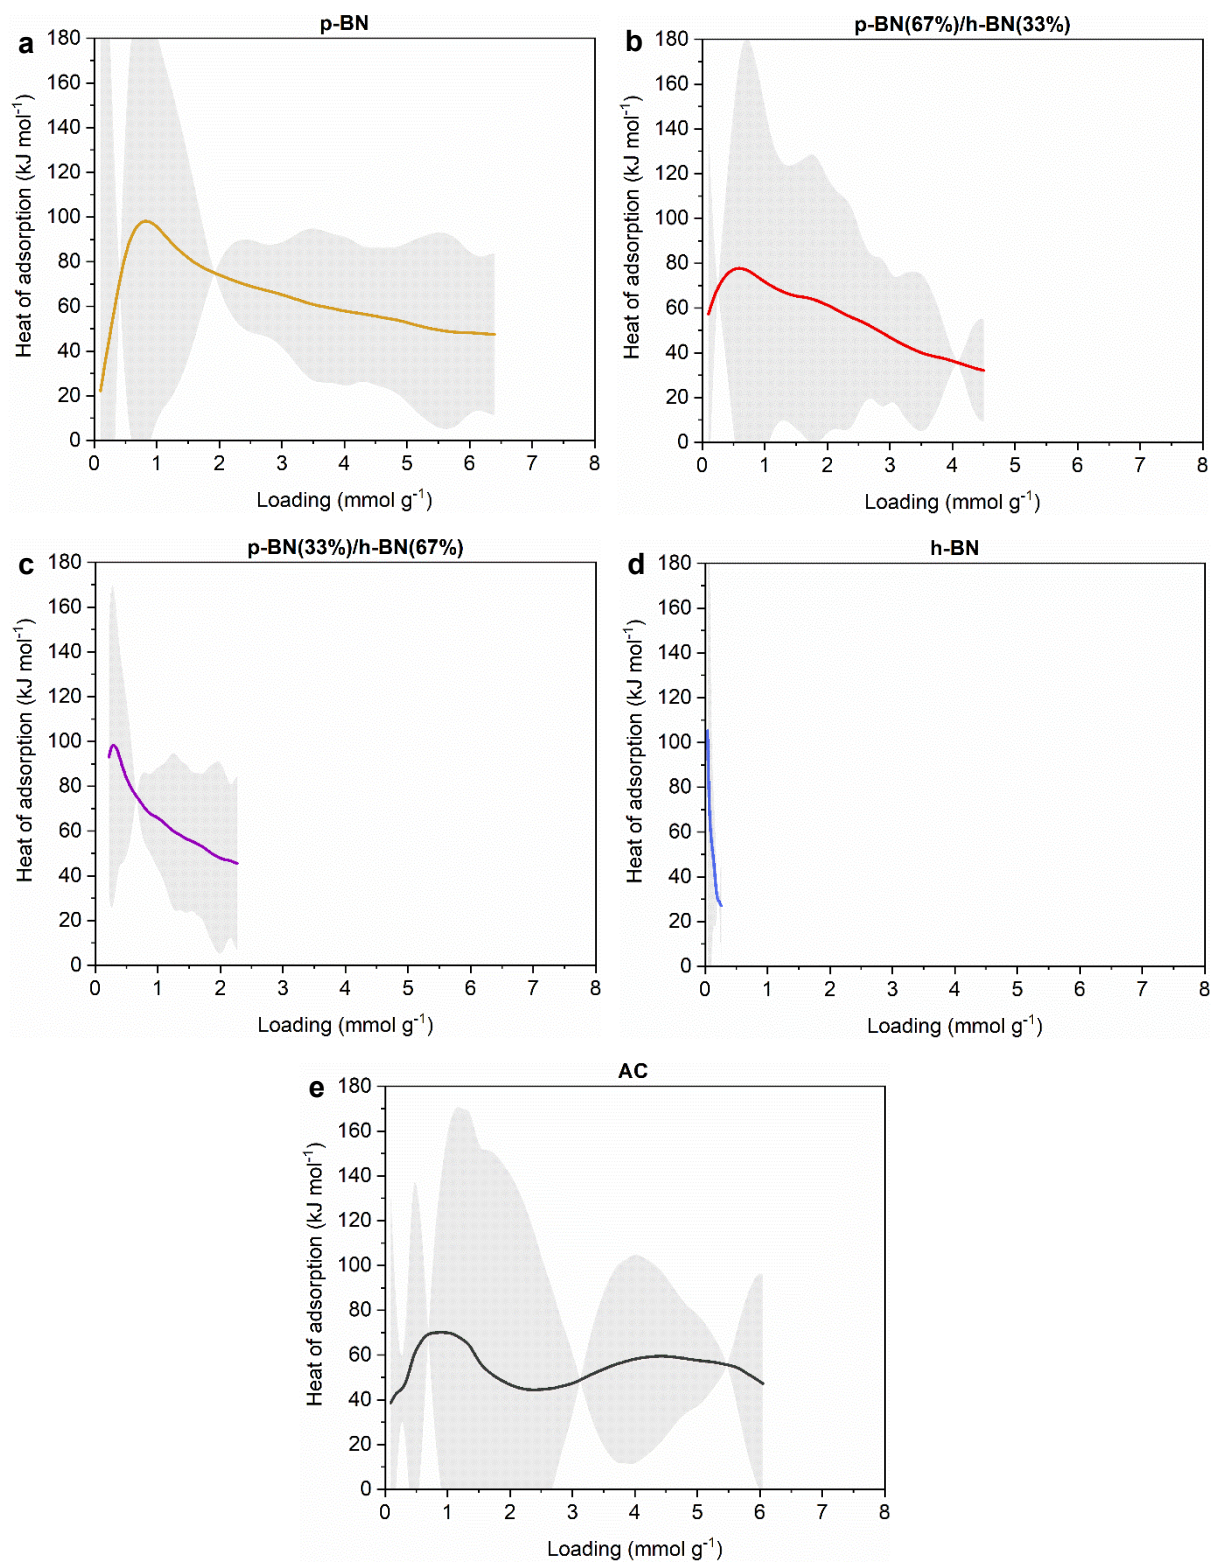 a
p-BN
180
160
140
120
100
80
60
40
20
0
Heat of adsorption (kJ mol⁻¹)
0 1 2 3 4 5 6 7 8
Loading (mmol g⁻¹)
b
p-BN(67%)/h-BN(33%)
180
160
140
120
100
80
60
40
20
0
Heat of adsorption (kJ mol⁻¹)
0 1 2 3 4 5 6 7 8
Loading (mmol g⁻¹)
c
p-BN(33%)/h-BN(67%)
180
160
140
120
100
80
60
40
20
0
Heat of adsorption (kJ mol⁻¹)
0 1 2 3 4 5 6 7 8
Loading (mmol g⁻¹)
d
h-BN
180
160
140
120
100
80
60
40
20
0
Heat of adsorption (kJ mol⁻¹)
0 1 2 3 4 5 6 7 8
Loading (mmol g⁻¹)
e
AC
180
160
140
120
100
80
60
40
20
0
Heat of adsorption (kJ mol⁻¹)
0 1 2 3 4 5 6 7 8
Loading (mmol g⁻¹)